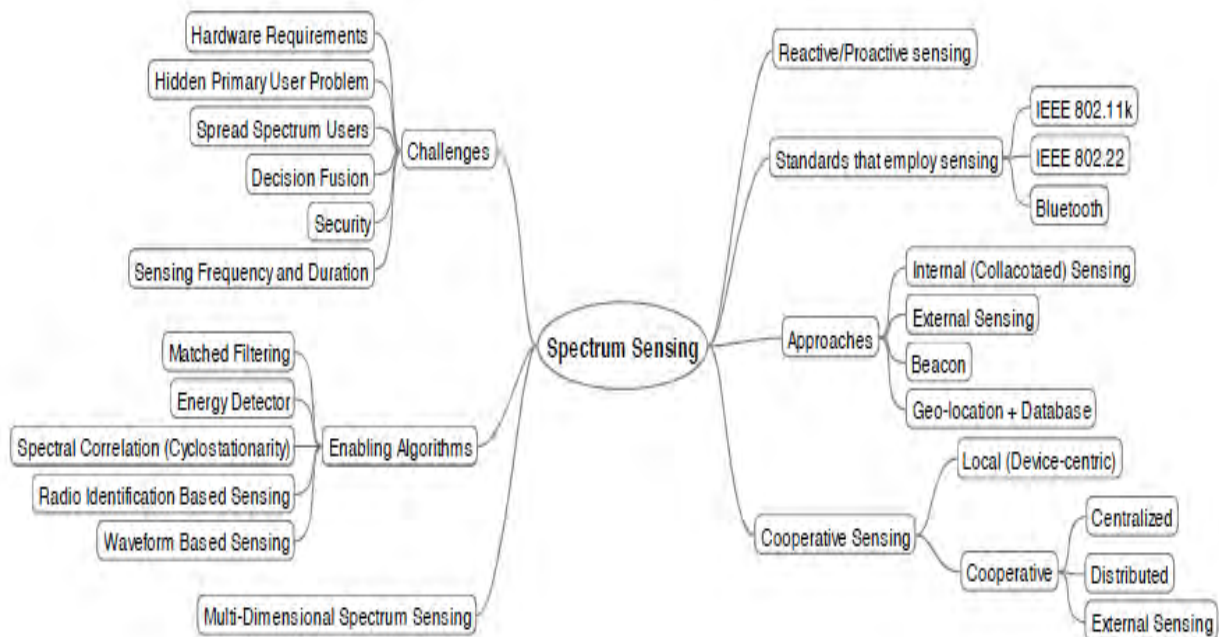 Hardware Requirements
Hidden Primary User Problem
Spread Spectrum Users
Decision Fusion
Security
Sensing Frequency and Duration
Challenges
Matched Filtering
Energy Detector
Spectral Correlation (Cyclostationarity)
Radio Identification Based Sensing
Waveform Based Sensing
Enabling Algorithms
Multi-Dimensional Spectrum Sensing
Spectrum Sensing
Reactive/Proactive sensing
Standards that employ sensing
IEEE 802.11k
IEEE 802.22
Bluetooth
Approaches
Internal (Collacotaed) Sensing
External Sensing
Beacon
Geo-location + Database
Cooperative Sensing
Local (Device-centric)
Cooperative
Centralized
Distributed
External Sensing